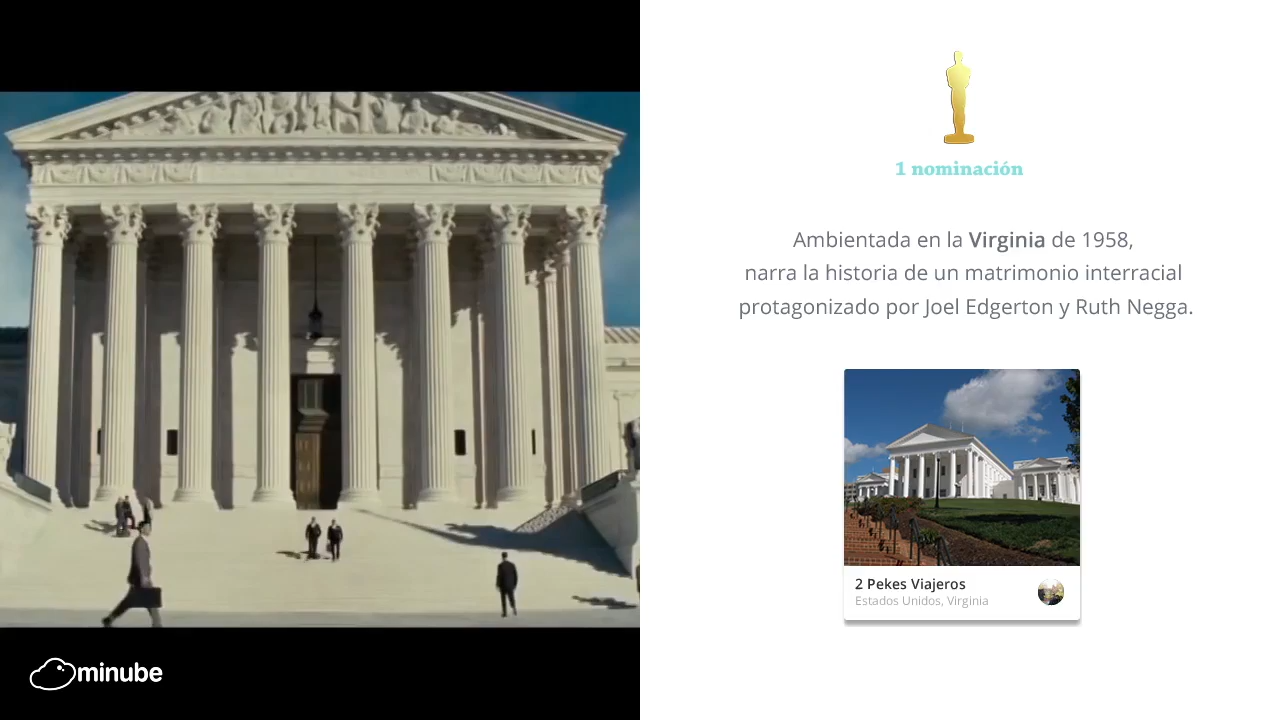 1 nominación
Ambientada en la Virginia de 1958,
narra la historia de un matrimonio interracial
protagonizado por Joel Edgerton y Ruth Negga.
2 Pekes Viajeros
Estados Unidos, Virginia
minube